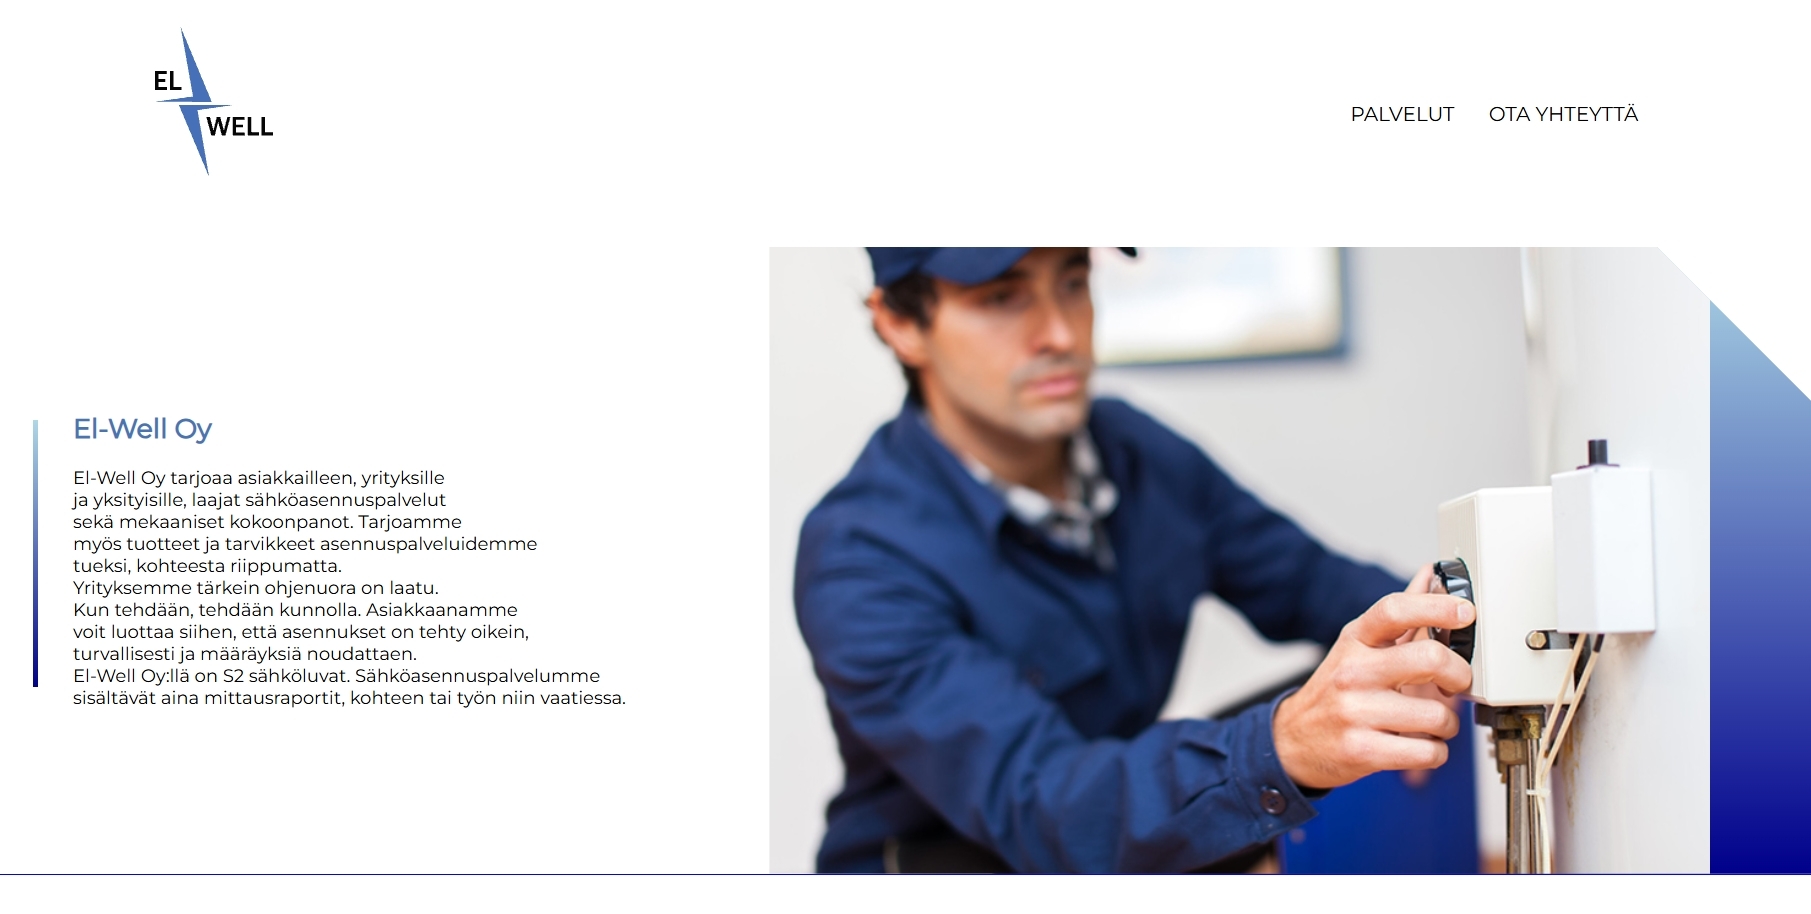 EL
WELL
PALVELUT OTA YHTEYTTÄ
El-Well Oy
El-Well Oy tarjoaa asiakkailleen, yrityksille
ja yksityisille, laajat sähköasennuspalvelut
sekä mekaaniset kokoonpanot. Tarjoamme
myös tuotteet ja tarvikkeet asennuspalveluidemme
tueksi, kohteesta riippumatta.
Yrityksemme tärkein ohjenuora on laatu.
Kun tehdään, tehdään kunnolla. Asiakkaanamme
voit luottaa siihen, että asennukset on tehty oikein,
turvallisesti ja määräyksiä noudattaen.
El-Well Oy:llä on S2 sähköluvat. Sähköasennuspalvelumme
sisältävät aina mittausraportit, kohteen tai työn niin vaatiessa.